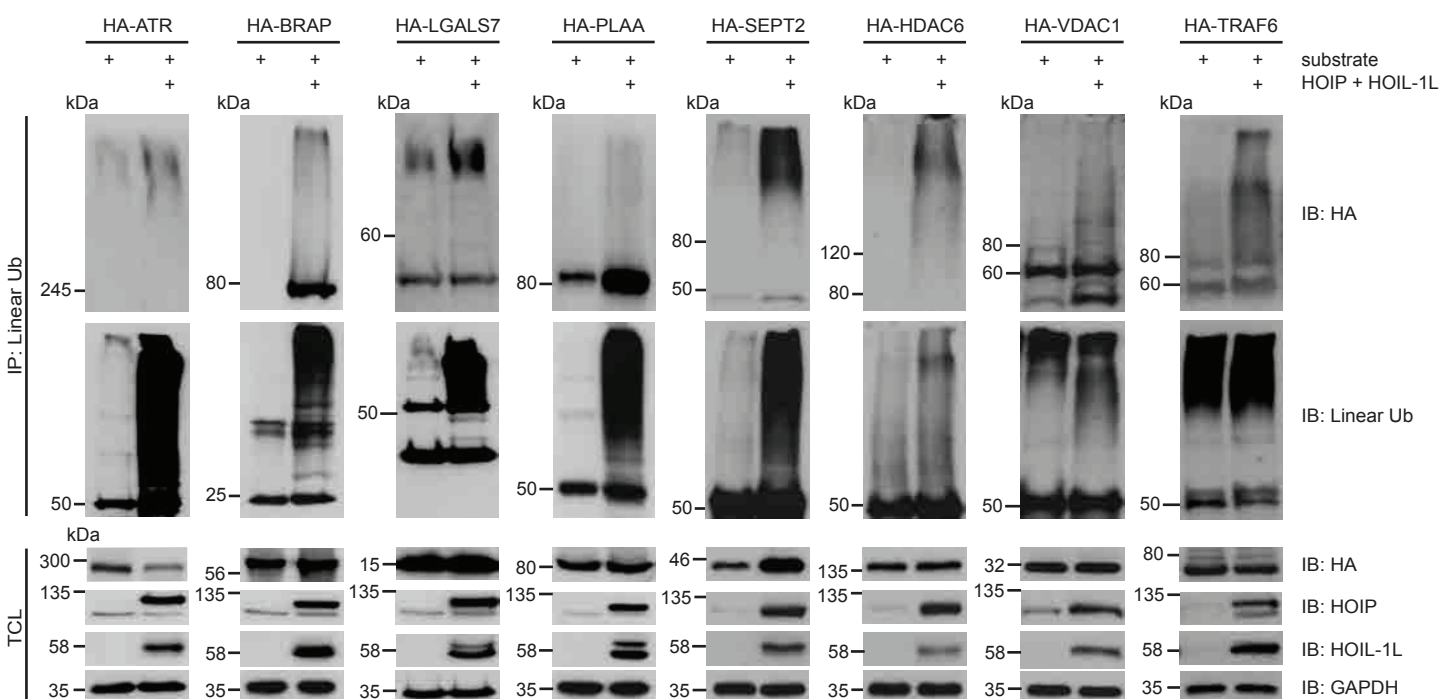 HA-ATR HA-BRAP HA-LGALS7 HA-PLAA HA-SEPT2 HA-HDAC6 HA-VDAC1 HA-TRAF6
+ + + + + + + + + + + + + + + + substrate
+ + + + + + + + HOIP + HOIL-1L
kDa kDa kDa kDa kDa kDa kDa kDa
IP: Linear Ub
245 80 60 80 80 50 120 80 80 60 80 60 IB: HA
50 25 50 50 50 50 50 50 IB: Linear Ub
kDa
TCL
300 56 15 80 46 135 32 80 IB: HA
135 135 135 135 135 135 135 135 IB: HOIP
58 58 58 58 58 58 58 58 IB: HOIL-1L
35 35 35 35 35 35 35 35 IB: GAPDH